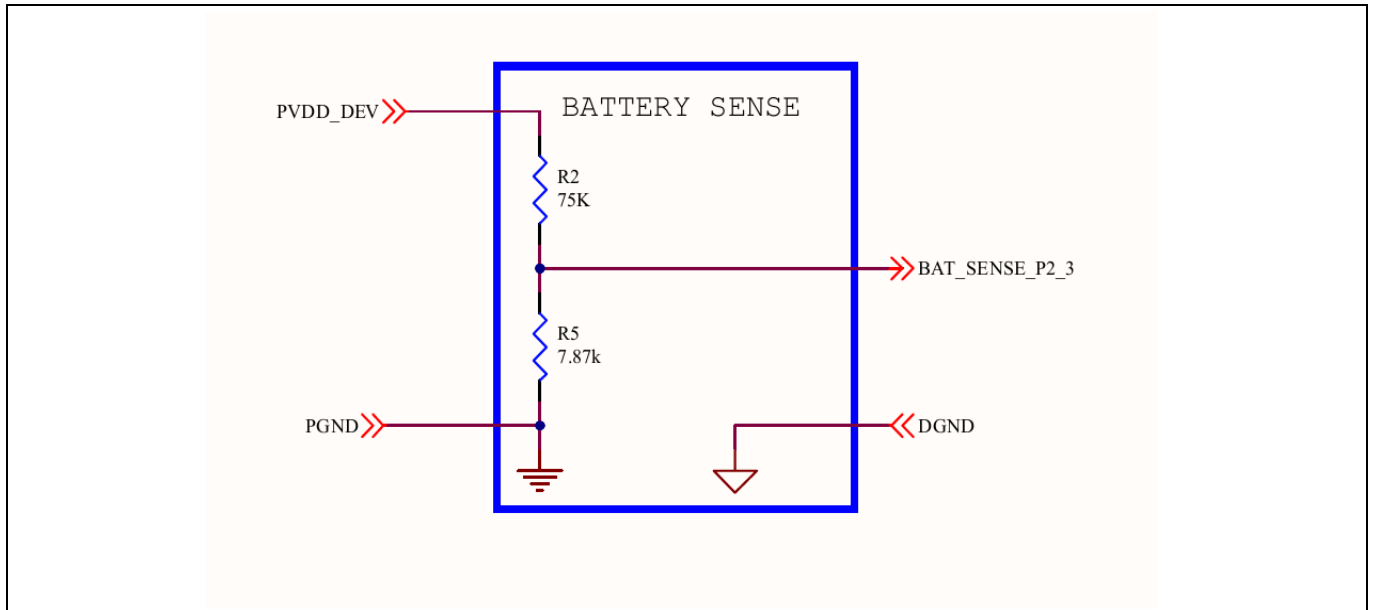 BATTERY SENSE
PVDD_DEV
R2
75K
BAT_SENSE_P2_3
R5
7.87k
PGND
DGND